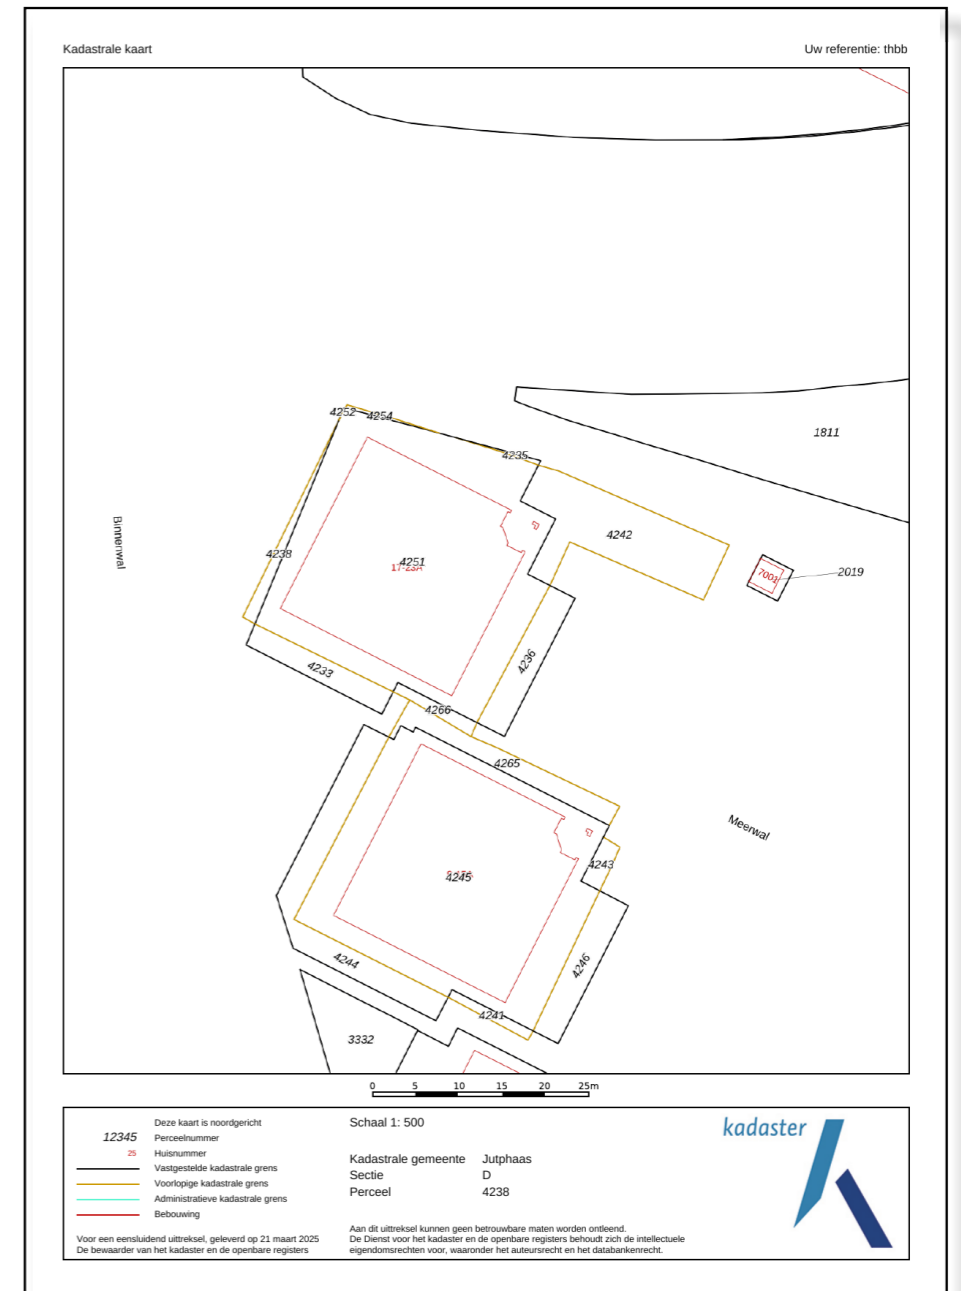 Kadastrale kaart
Uw referentie: thbb
1811
4252
4254
4235
4242
Binnenwal
4238
4251
17-23A
7001
2019
4233
4236
4266
4265
Meerwal
4243
4245
4244
4246
4241
3332
0 5 10 15 20 25m
12345
25
Deze kaart is noordgericht
Perceelnummer
Huisnummer
Vastgestelde kadastrale grens
Voorlopige kadastrale grens
Administratieve kadastrale grens
Bebouwing
Voor een eensluidend uittreksel, geleverd op 21 maart 2025
De bewaarder van het kadaster en de openbare registers
Schaal 1: 500
Kadastrale gemeente Jutphaas
Sectie D
Perceel 4238
Aan dit uittreksel kunnen geen betrouwbare maten worden ontleend.
De Dienst voor het kadaster en de openbare registers behoudt zich de intellectuele
eigendomsrechten voor, waaronder het auteursrecht en het databankenrecht.
kadaster